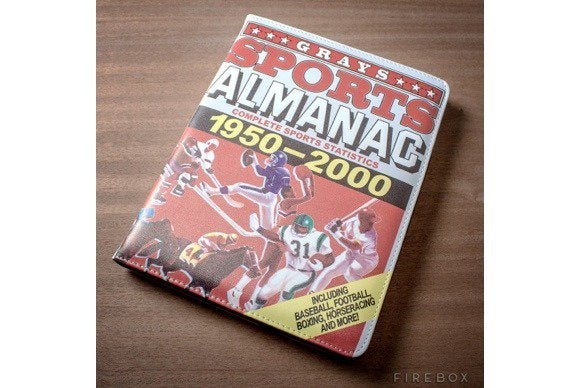 GRAYS
SPORTS
ALMANAC
COMPLETE SPORTS STATISTICS
1950–2000
31
INCLUDING
BASEBALL, FOOTBALL,
BOXING, HORSERACING
AND MORE!
FIREBOX